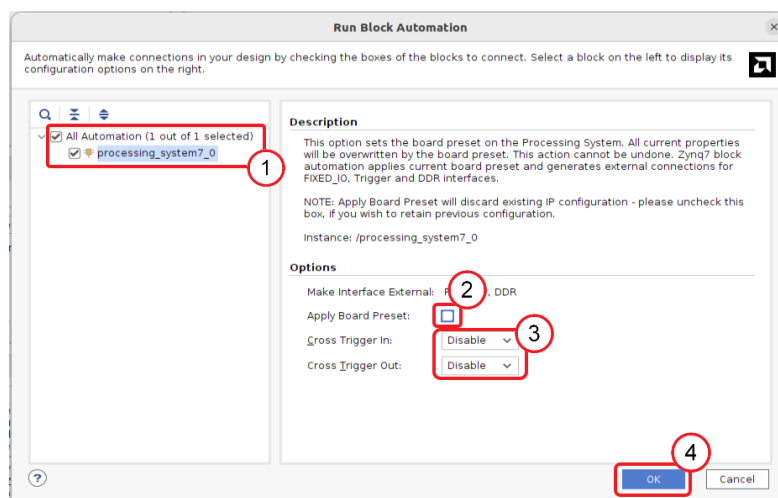 Run Block Automation
Automatically make connections in your design by checking the boxes of the blocks to connect. Select a block on the left to display its
configuration options on the right.
All Automation (1 out of 1 selected)
processing_system7_0
1
Description
This option sets the board preset on the Processing System. All current properties
will be overwritten by the board preset. This action cannot be undone. Zynq7 block
automation applies current board preset and generates external connections for
FIXED_IO, Trigger and DDR interfaces.
NOTE: Apply Board Preset will discard existing IP configuration - please uncheck this
box, if you wish to retain previous configuration.
Instance: /processing_system7_0
Options
2
Make Interface External: , DDR
Apply Board Preset:
3
Cross Trigger In: Disable
Cross Trigger Out: Disable
4
?
OK
Cancel